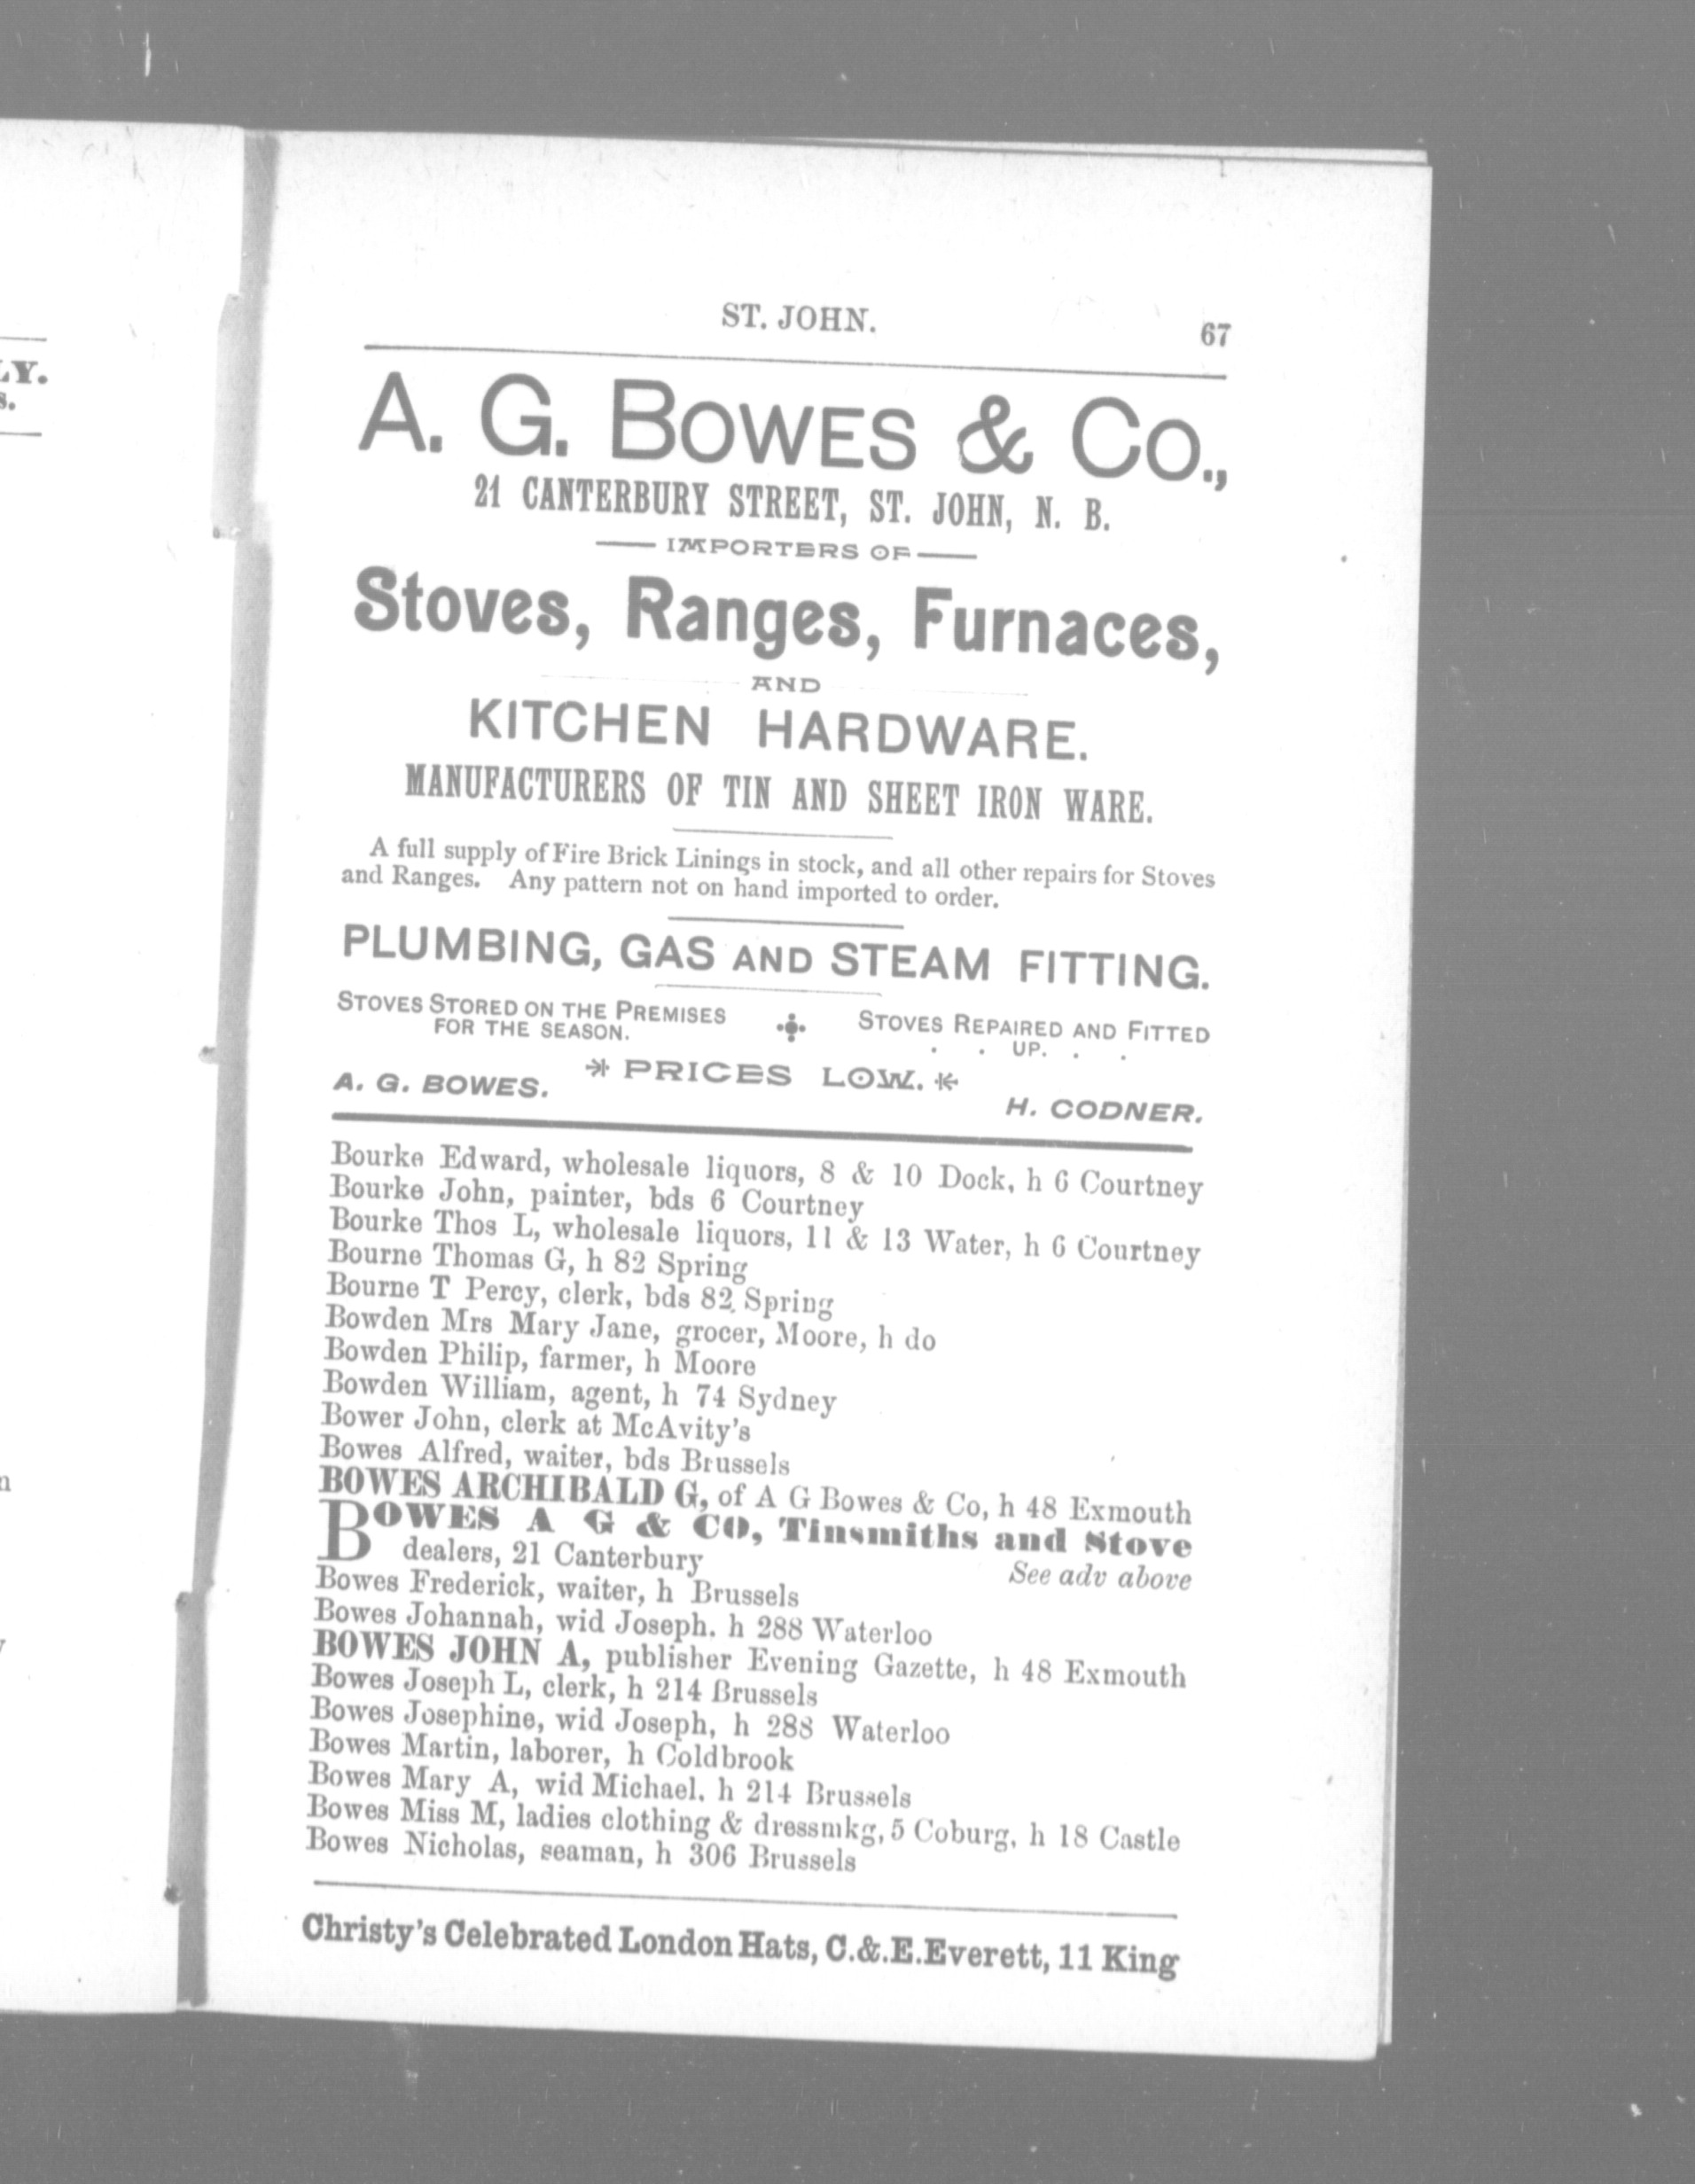 LY.
s.
ST. JOHN. 67
A. G. BOWES & CO.,
21 CANTERBURY STREET, ST. JOHN, N. B.
IMPORTERS OF
Stoves, Ranges, Furnaces,
AND
KITCHEN HARDWARE.
MANUFACTURERS OF TIN AND SHEET IRON WARE.
A full supply of Fire Brick Linings in stock, and all other repairs for Stoves
and Ranges. Any pattern not on hand imported to order.
PLUMBING, GAS AND STEAM FITTING.
STOVES STORED ON THE PREMISES
FOR THE SEASON.
STOVES REPAIRED AND FITTED
. . UP. . .
PRICES LOW.
A. G. BOWES.
H. CODNER.
Bourke Edward, wholesale liquors, 8 & 10 Dock, h 6 Courtney
Bourke John, painter, bds 6 Courtney
Bourke Thos L, wholesale liquors, 11 & 13 Water, h 6 Courtney
Bourne Thomas G, h 82 Spring
Bourne T Percy, clerk, bds 82 Spring
Bowden Mrs Mary Jane, grocer, Moore, h do
Bowden Philip, farmer, h Moore
Bowden William, agent, h 74 Sydney
Bower John, clerk at McAvity's
Bowes Alfred, waiter, bds Brussels
BOWES ARCHIBALD G, of A G Bowes & Co, h 48 Exmouth
BOWES A G & CO, Tinsmiths and Stove
dealers, 21 Canterbury See adv above
Bowes Frederick, waiter, h Brussels
Bowes Johannah, wid Joseph. h 288 Waterloo
BOWES JOHN A, publisher Evening Gazette, h 48 Exmouth
Bowes Joseph L, clerk, h 214 Brussels
Bowes Josephine, wid Joseph, h 288 Waterloo
Bowes Martin, laborer, h Coldbrook
Bowes Mary A, wid Michael. h 214 Brussels
Bowes Miss M, ladies clothing & dressmkg, 5 Coburg, h 18 Castle
Bowes Nicholas, seaman, h 306 Brussels
Christy's Celebrated London Hats, C.&.E.Everett, 11 King